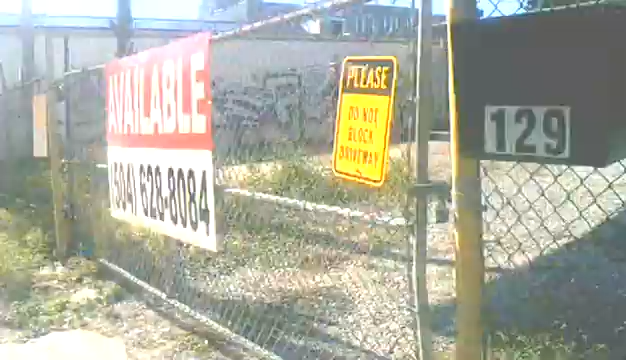 AVAILABLE
(504) 628-8084
PLEASE
DO NOT
BLOCK
DRIVEWAY
129